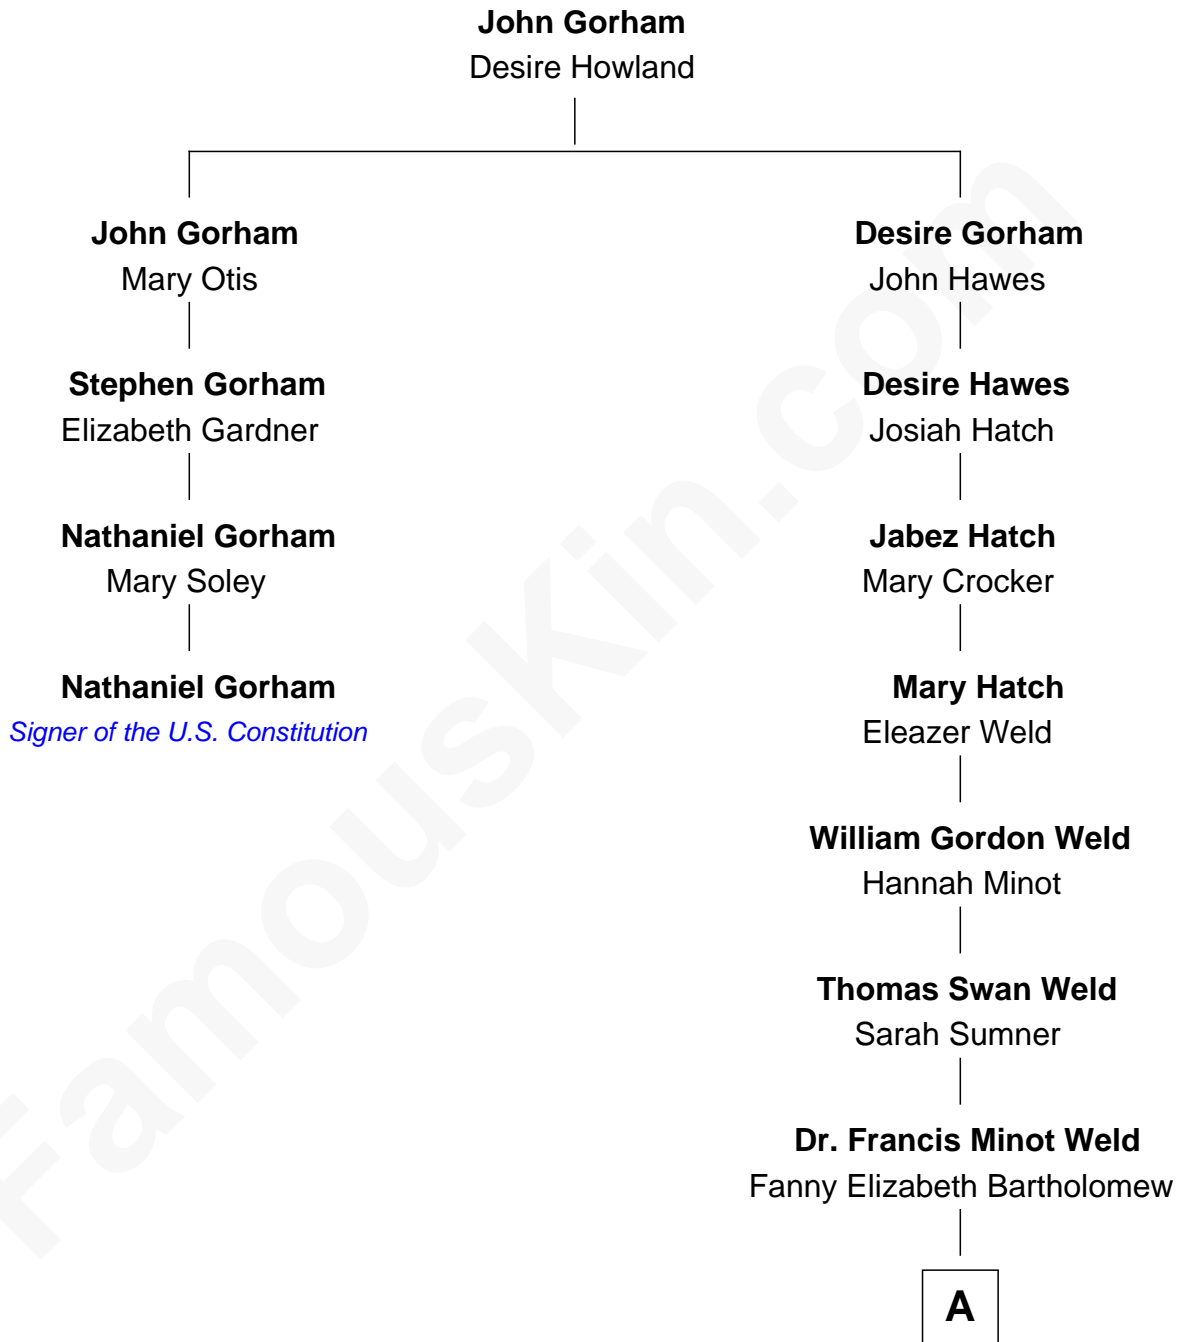 John Gorham
Desire Howland
John Gorham
Mary Otis
Stephen Gorham
Elizabeth Gardner
Nathaniel Gorham
Mary Soley
Nathaniel Gorham
Signer of the U.S. Constitution
Desire Gorham
John Hawes
Desire Hawes
Josiah Hatch
Jabez Hatch
Mary Crocker
Mary Hatch
Eleazer Weld
William Gordon Weld
Hannah Minot
Thomas Swan Weld
Sarah Sumner
Dr. Francis Minot Weld
Fanny Elizabeth Bartholomew
A
FamousKin.com